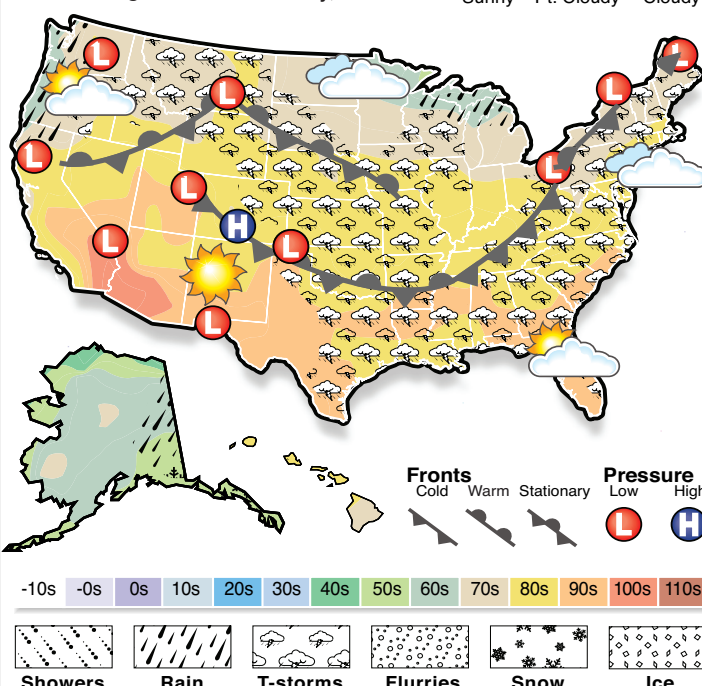 Sunny Pt. Cloudy Cloudy
L
L
L
L
L
L
L
H
L
L
L
Fronts
Cold Warm Stationary
Pressure
Low High
L H
-10s -0s 0s 10s 20s 30s 40s 50s 60s 70s 80s 90s 100s 110s
Showers Rain T-storms Flurries Snow Ice